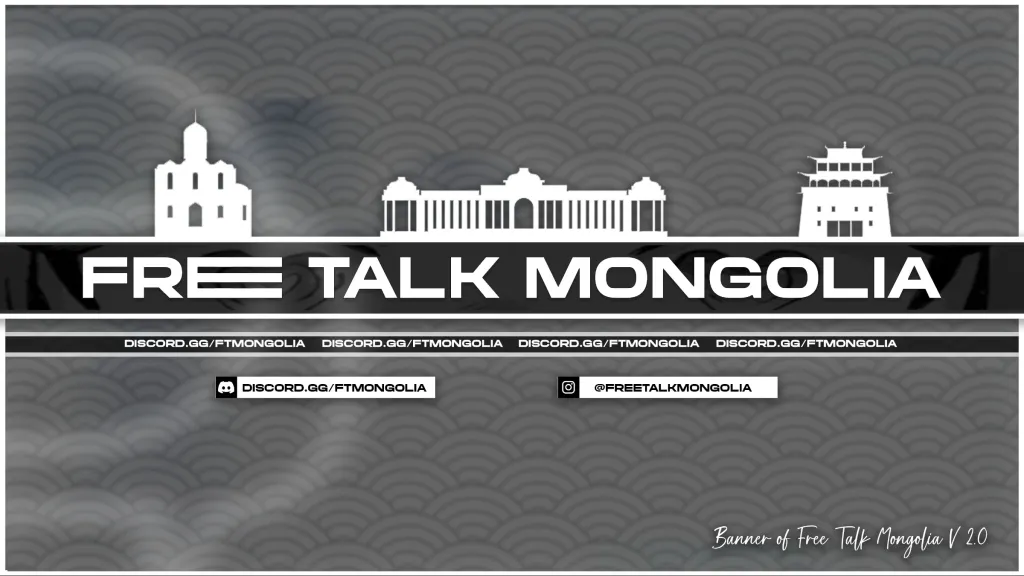 FREE TALK MONGOLIA
DISCORD.GG/FTMONGOLIA DISCORD.GG/FTMONGOLIA DISCORD.GG/FTMONGOLIA DISCORD.GG/FTMONGOLIA
DISCORD.GG/FTMONGOLIA @FREETALKMONGOLIA
Banner of Free Talk Mongolia V 2.0